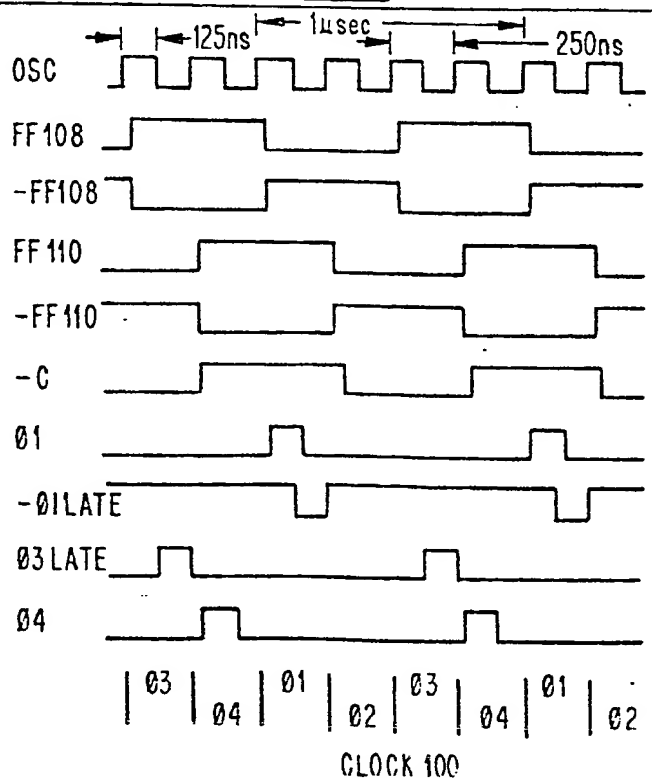 125ns 1μsec 250ns
OSC
FF108
-FF108
FF110
-FF110
-C
Ø1
-Ø1LATE
Ø3 LATE
Ø4
Ø3 Ø1 Ø3 Ø1
Ø4 Ø2 Ø4 Ø2
CLOCK 100